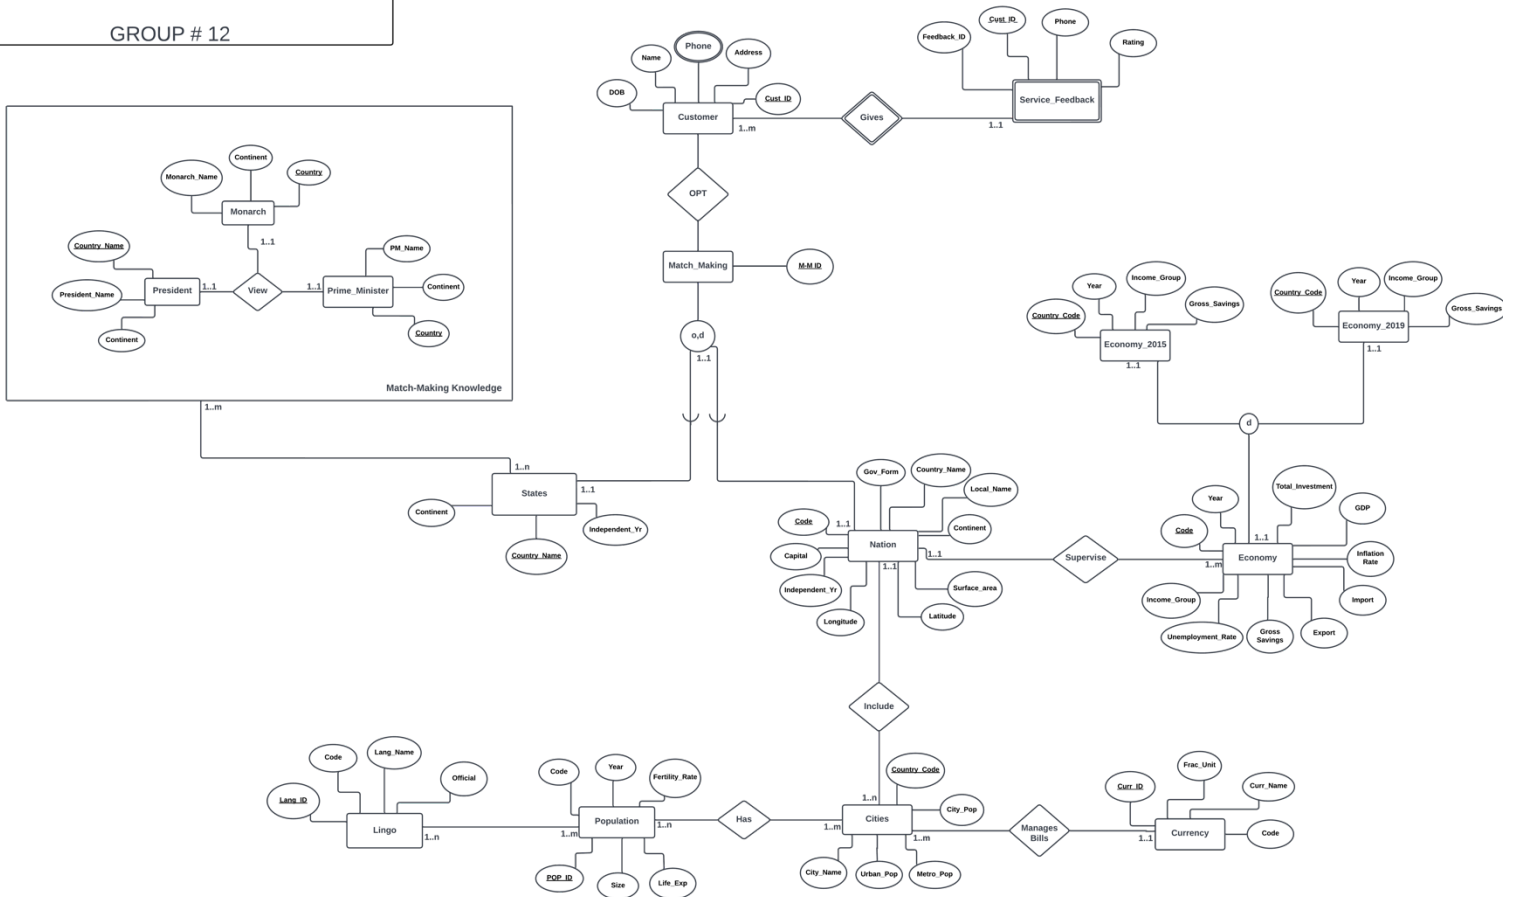 GROUP # 12
Phone
Name
Address
DOB
Cust_ID
Customer
1..m
Gives
1..1
Feedback_ID
Cust_ID
Phone
Rating
Service_Feedback
OPT
Match_Making
M-M ID
o,d
1..1
Monarch_Name
Continent
Country
Monarch
1..1
Country_Name
President_Name
Continent
President
1..1
View
1..1
Prime_Minister
PM_Name
Continent
Country
Match-Making Knowledge
1..m
1..n
States
1..1
Continent
Country_Name
Independent_Yr
Country_Code
Year
Income_Group
Gross_Savings
Economy_2015
1..1
Country_Code
Year
Income_Group
Gross_Savings
Economy_2019
1..1
d
Gov_Form
Country_Name
Local_Name
Continent
Code
1..1
Nation
Capital
Independent_Yr
Longitude
1..1
Latitude
Surface_area
1..1
Supervise
1..m
Year
Total_Investment
GDP
Code
1..1
Economy
Inflation
Rate
Import
Income_Group
Unemployment_Rate
Gross
Savings
Export
Include
1..n
Country_Code
City_Pop
Cities
City_Name
Urban_Pop
Metro_Pop
1..m
1..m
Manages
Bills
1..1
Currency
Curr_ID
Frac_Unit
Curr_Name
Code
Has
1..n
Population
Code
Year
Fertility_Rate
POP_ID
Size
Life_Exp
1..m
1..n
Lingo
Lang_ID
Code
Lang_Name
Official